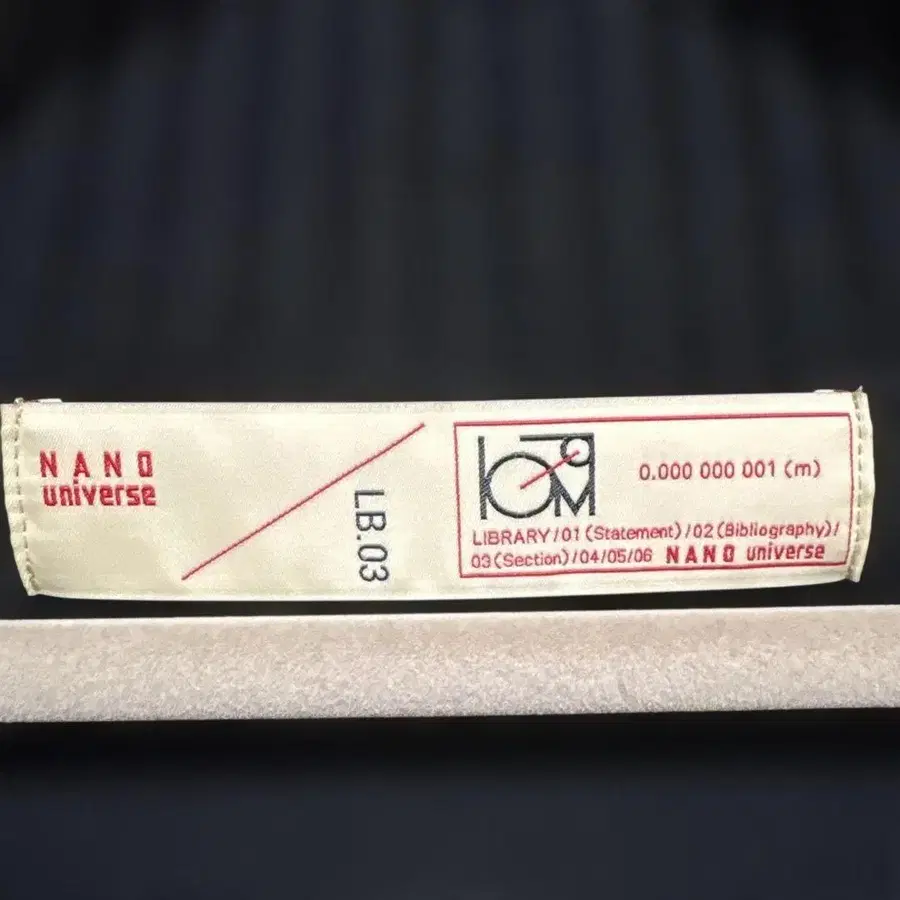 NANO
universe
LB.03
0.000 000 001 (m)
LIBRARY/01 (Statement)/02 (Bibliography)/
03 (Section)/04/05/06 NANO universe